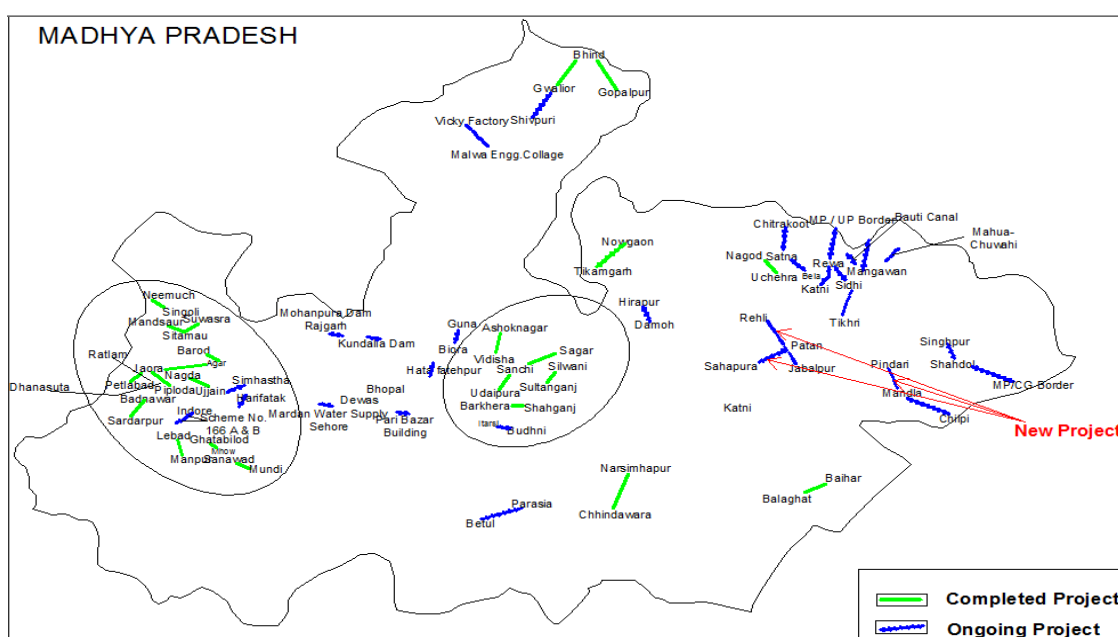 MADHYA PRADESH
Bhind
Gwalior
Gopalpur
Vicky Factory
Shivpuri
Malwa Engg.Collage
Chitrakoot
MP / UP Border
Bauti Canal
Mahua-
Chuwahi
Nowgaon
Tikamgarh
Nagod
Satna
Uchehra
Bela
Rewa
Mangawan
Katni
Sidhi
Tikhri
Neemuch
Singoli
Mandsaur
Suwasra
Sitamau
Mohanpura Dam
Rajgarh
Kundalia Dam
Guna
Biora
Ashoknagar
Hirapur
Damoh
Rehli
Patan
Sahapura
Jabalpur
Singhpur
Shandol
Pindari
Mandla
MP/CG Border
Chilpi
Ratlam
Barod
Agar
Jaora
Nagda
Dhanasuta
Petlabad
Piploda
Ujjain
Simhastha
Badnawar
Harifatak
Sardarpur
Indore
Scheme No.
166 A & B
Lebad
Ghatabilod
Mhow
Manpur
Sanawad
Mundi
Vidisha
Sagar
Hata
fatehpur
Sanchi
Silwani
Udaipura
Sultanganj
Barkhera
Shahganj
Itarsi
Budhni
Bhopal
Dewas
Mardan Water Supply
Sehore
Pari Bazar
Building
Katni
New Project
Narsimhapur
Chhindawara
Baihar
Balaghat
Parasia
Betul
Completed Project
Ongoing Project